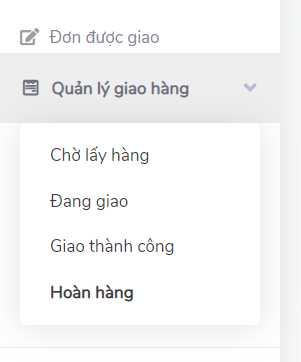 Đơn được giao
Quản lý giao hàng
Chờ lấy hàng
Đang giao
Giao thành công
Hoàn hàng